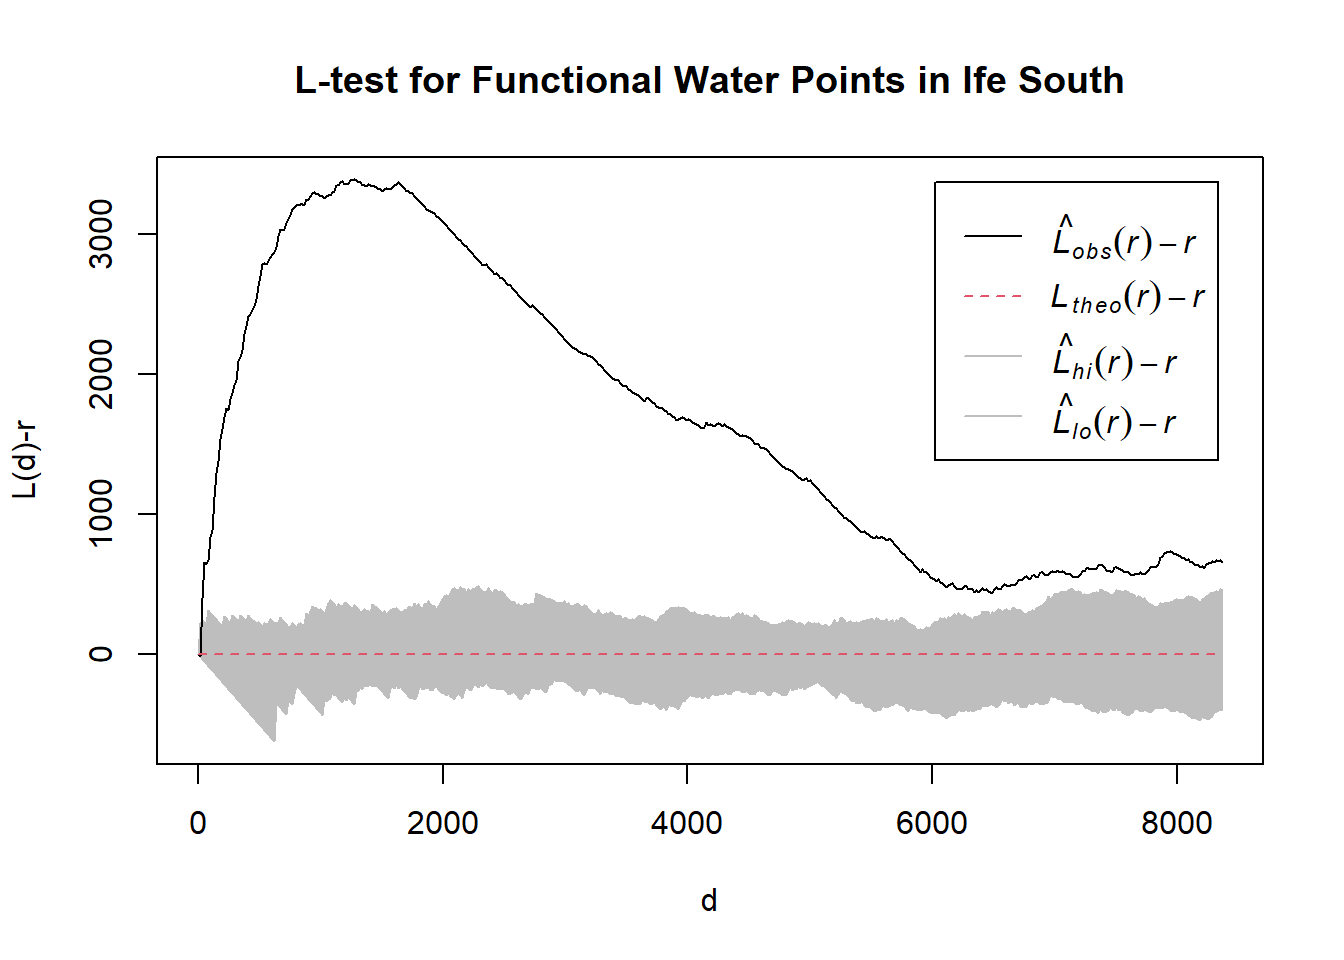 L-test for Functional Water Points in Ife South
L(d)-r
3000
2000
1000
0
0 2000 4000 6000 8000
d
L̂obs(r) − r
Ltheo(r) − r
L̂hi(r) − r
L̂lo(r) − r